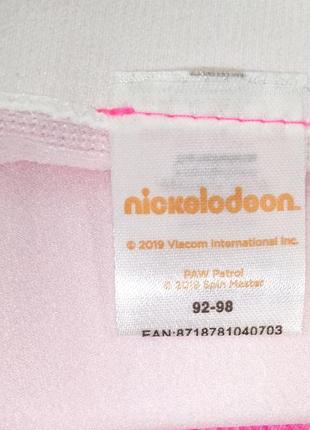 nickelodeon
© 2019 Viacom International Inc.
PAW Patrol
© 2019 Spin Master
92-98
EAN:8718781040703